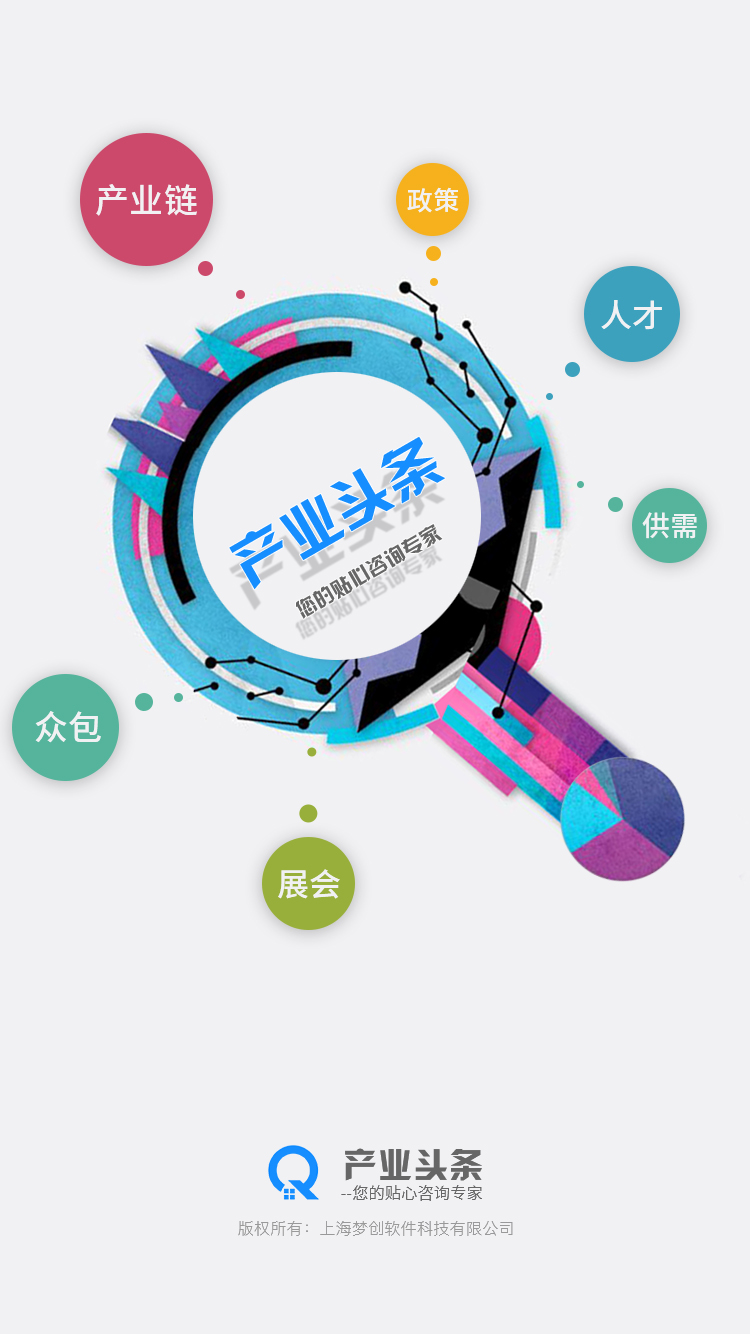 产业链
政策
人才
供需
产业头条
您的贴心咨询专家
众包
展会
产业头条
--您的贴心咨询专家
版权所有：上海梦创软件科技有限公司